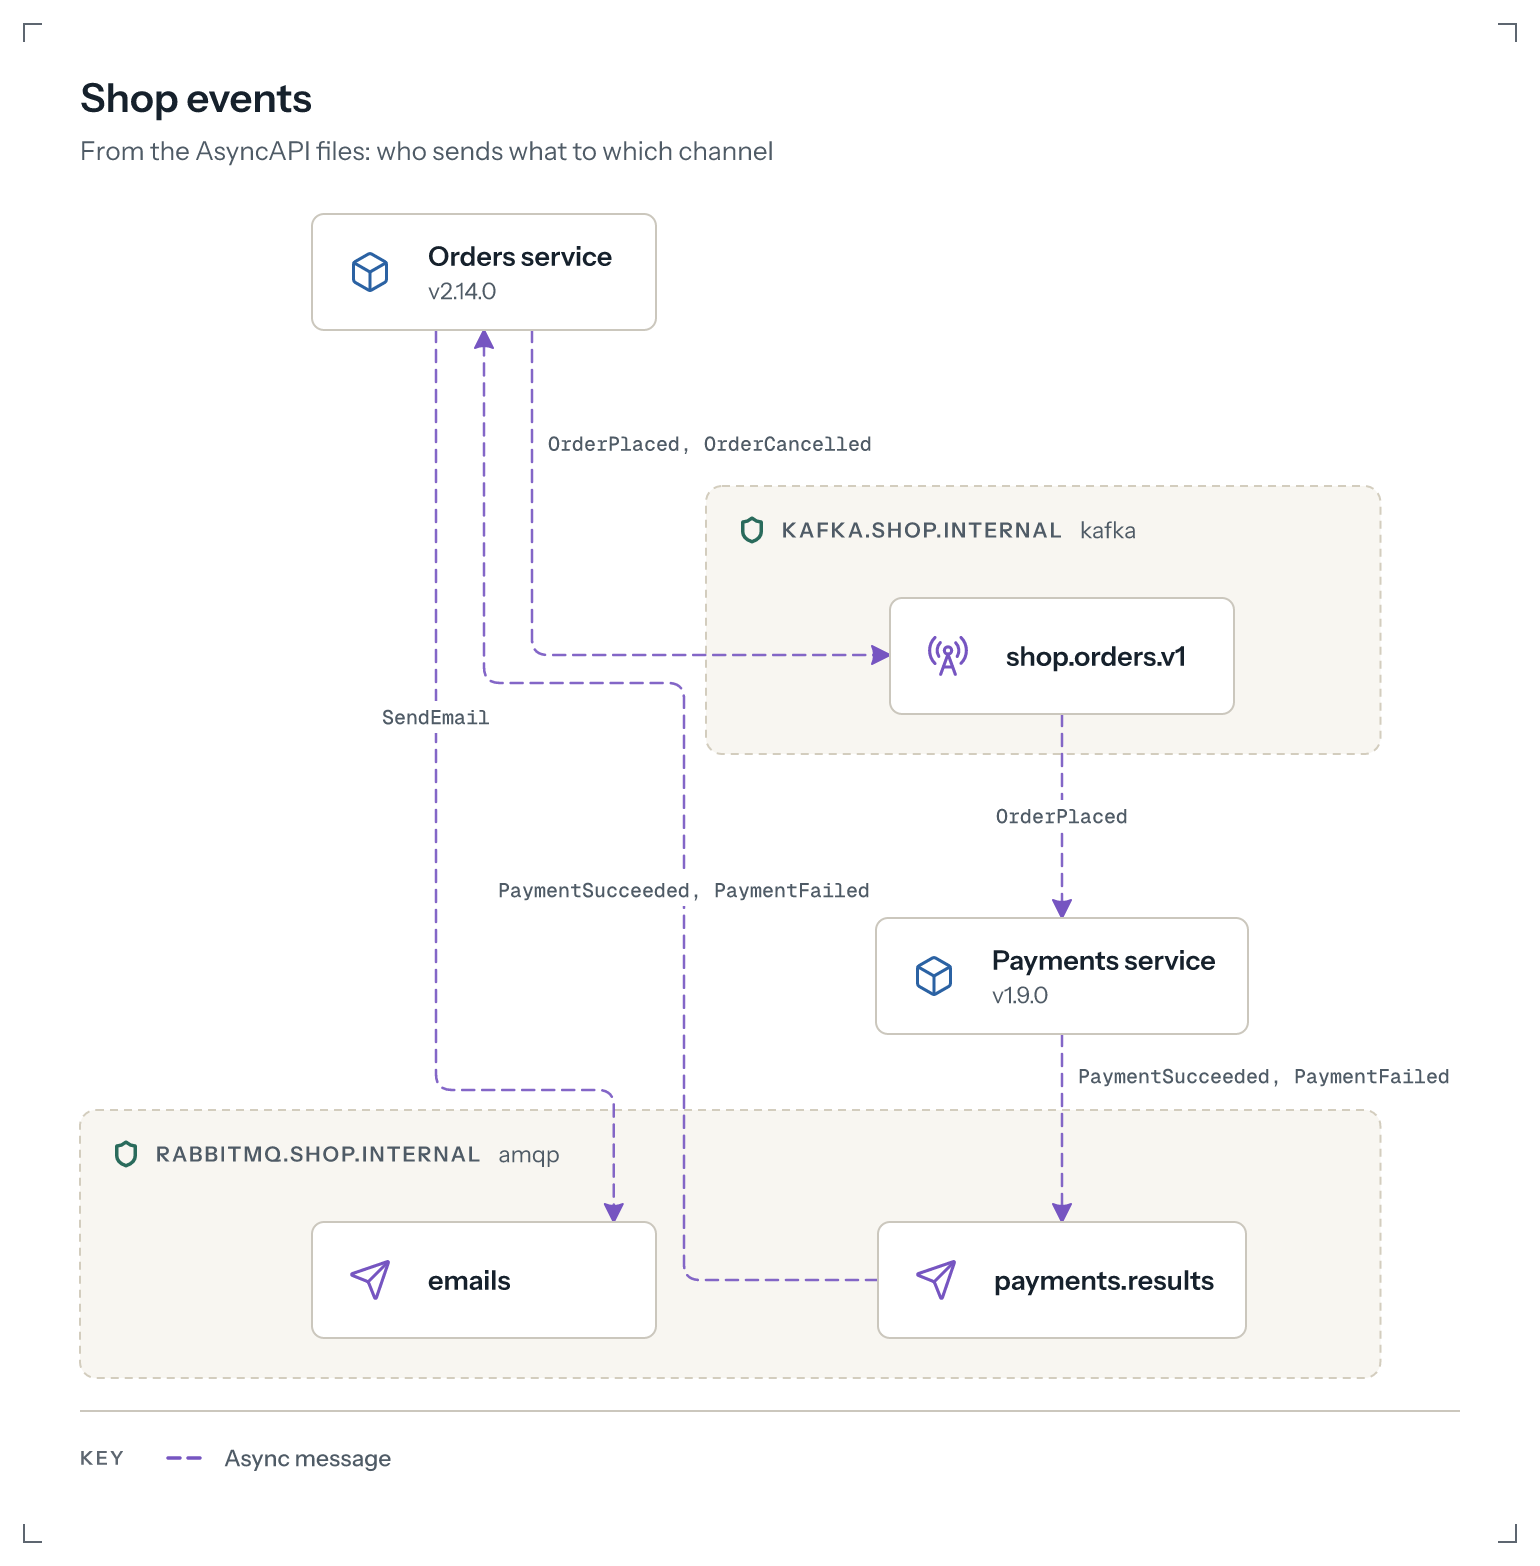 Shop events
From the AsyncAPI files: who sends what to which channel
Orders service
v2.14.0
OrderPlaced, OrderCancelled
KAFKA.SHOP.INTERNAL kafka
shop.orders.v1
SendEmail
OrderPlaced
PaymentSucceeded, PaymentFailed
Payments service
v1.9.0
PaymentSucceeded, PaymentFailed
RABBITMQ.SHOP.INTERNAL amqp
emails
payments.results
KEY Async message